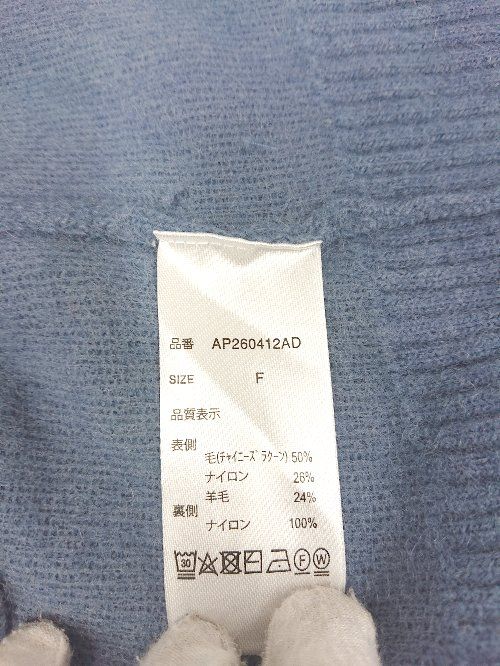 品番 AP260412AD
SIZE F
品質表示
表側
毛(チャイニーズラクーン) 50%
ナイロン 26%
羊毛 24%
裏側
ナイロン 100%
30 F W